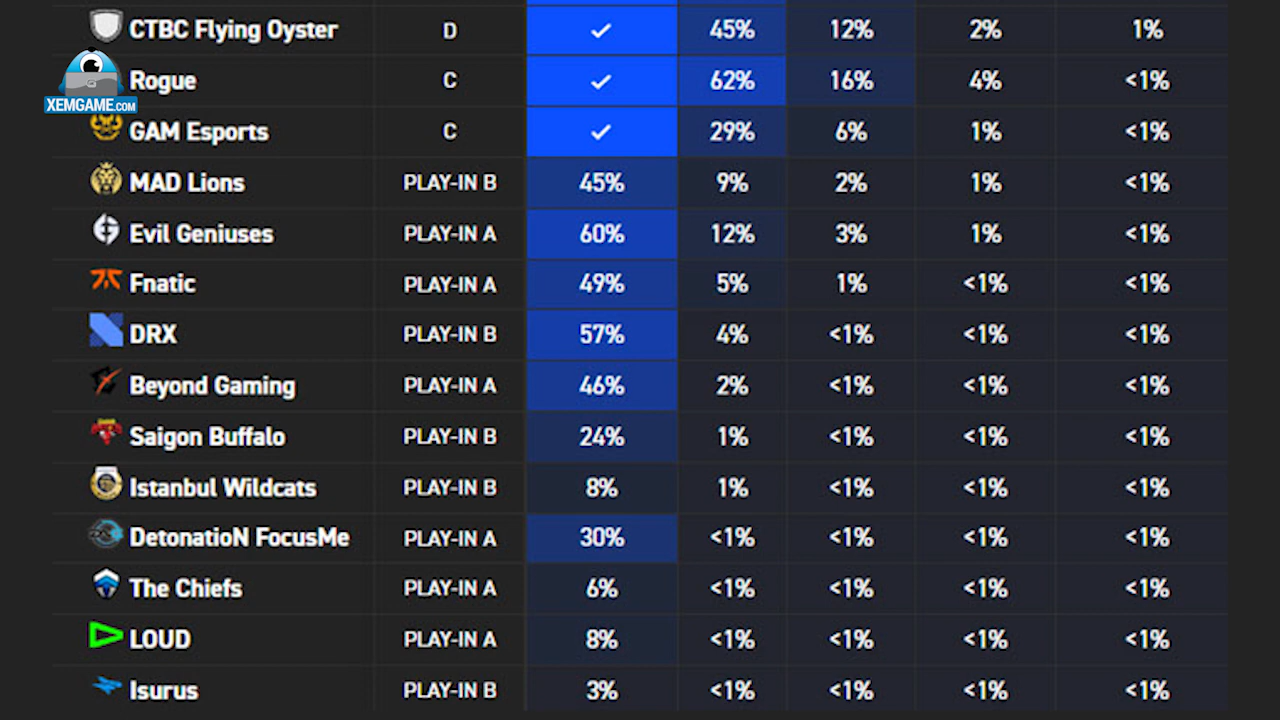 CTBC Flying Oyster D ✓ 45% 12% 2% 1%
Rogue C ✓ 62% 16% 4% <1%
XEMGAME.COM
GAM Esports C ✓ 29% 6% 1% <1%
MAD Lions PLAY-IN B 45% 9% 2% 1% <1%
Evil Geniuses PLAY-IN A 60% 12% 3% 1% <1%
Fnatic PLAY-IN A 49% 5% 1% <1% <1%
DRX PLAY-IN B 57% 4% <1% <1% <1%
Beyond Gaming PLAY-IN A 46% 2% <1% <1% <1%
Saigon Buffalo PLAY-IN B 24% 1% <1% <1% <1%
Istanbul Wildcats PLAY-IN B 8% 1% <1% <1% <1%
DetonatioN FocusMe PLAY-IN A 30% <1% <1% <1% <1%
The Chiefs PLAY-IN A 6% <1% <1% <1% <1%
LOUD PLAY-IN A 8% <1% <1% <1% <1%
Isurus PLAY-IN B 3% <1% <1% <1% <1%